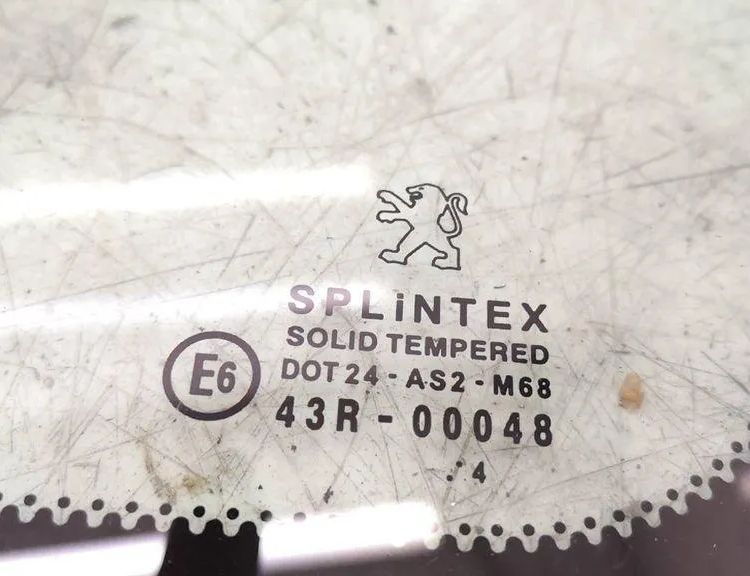 SPLiNTEX
SOLID TEMPERED
E6
DOT 24 - AS2 - M68
43R - 00048
.· 4